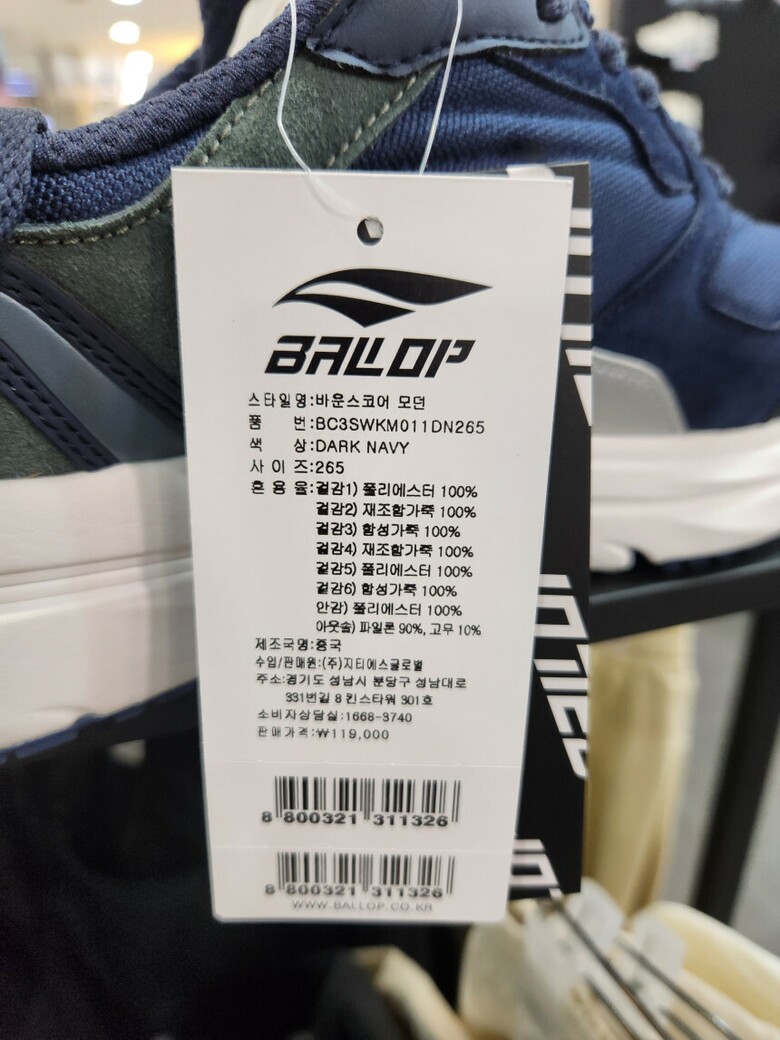 BALLOP
스타일명:바운스코어 모던
품 번:BC3SWKM011DN265
색 상:DARK NAVY
사 이 즈:265
혼 용 율:겉감1) 폴리에스터 100%
겉감2) 재조합가죽 100%
겉감3) 합성가죽 100%
겉감4) 재조합가죽 100%
겉감5) 폴리에스터 100%
겉감6) 합성가죽 100%
안감) 폴리에스터 100%
아웃솔) 파일론 90%, 고무 10%
제조국명:중국
수입/판매원:(주)지티에스글로벌
주소:경기도 성남시 분당구 성남대로
331번길 8 킨스타워 301호
소비자상담실:1668-3740
판매가격:₩119,000
8 800321 311326
8 800321 311326
WWW.BALLOP.CO.KR